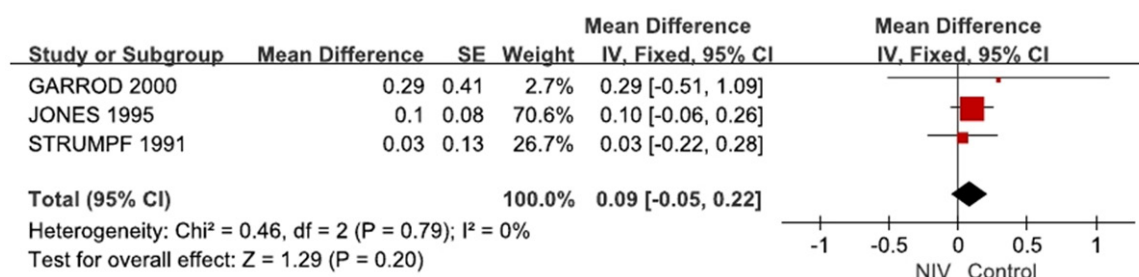 Mean Difference Mean Difference
Study or Subgroup Mean Difference SE Weight IV, Fixed, 95% CI IV, Fixed, 95% CI
GARROD 2000 0.29 0.41 2.7% 0.29 [-0.51, 1.09]
JONES 1995 0.1 0.08 70.6% 0.10 [-0.06, 0.26]
STRUMPF 1991 0.03 0.13 26.7% 0.03 [-0.22, 0.28]
Total (95% CI) 100.0% 0.09 [-0.05, 0.22]
Heterogeneity: Chi² = 0.46, df = 2 (P = 0.79); I² = 0%
Test for overall effect: Z = 1.29 (P = 0.20)
-1 -0.5 0 0.5 1
NIV Control